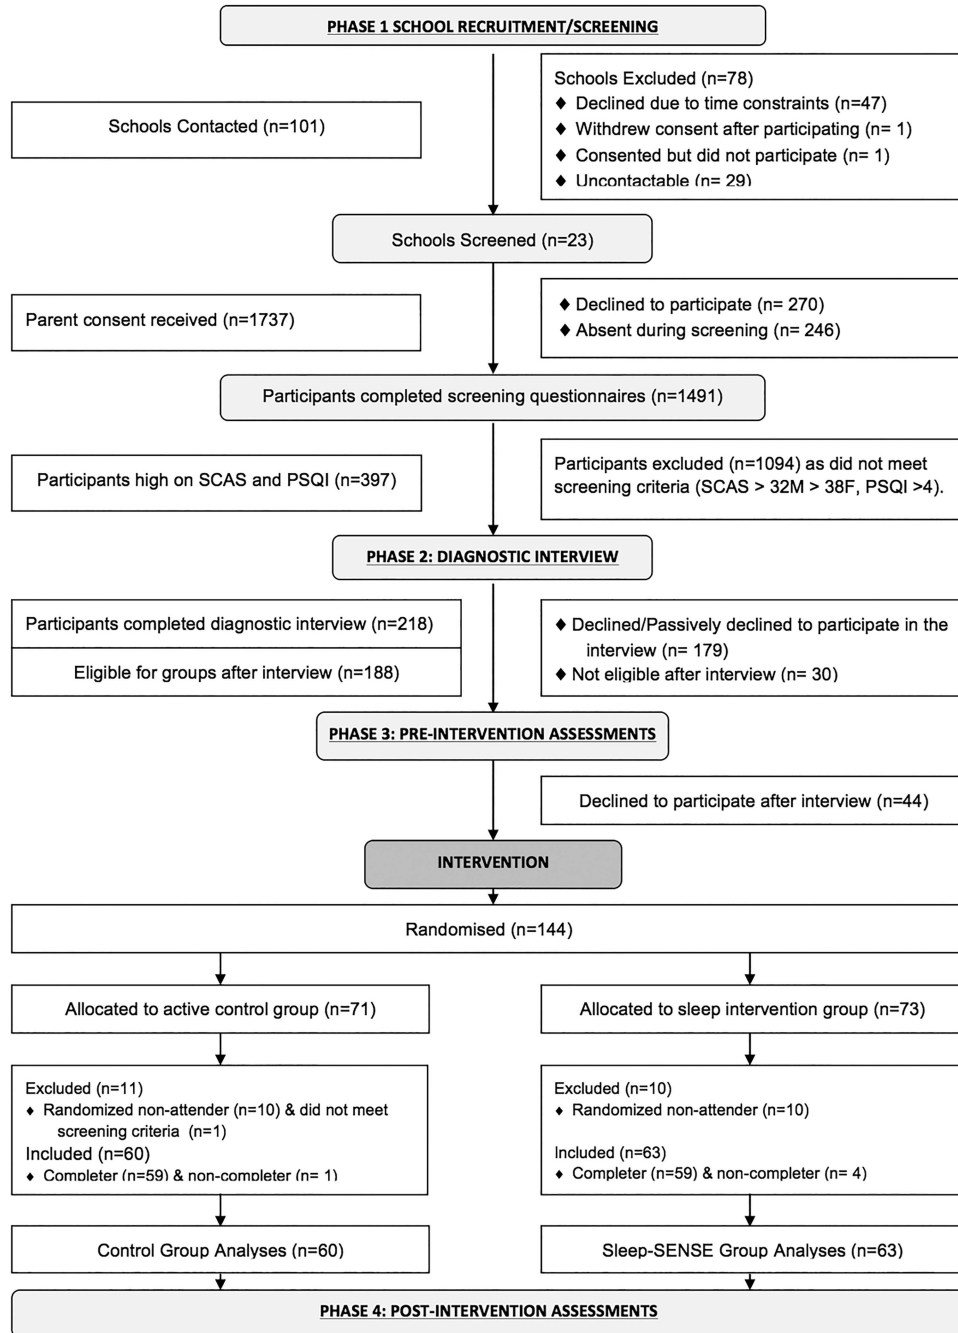 PHASE 1 SCHOOL RECRUITMENT/SCREENING
Schools Contacted (n=101)
Schools Excluded (n=78)
♦ Declined due to time constraints (n=47)
♦ Withdrew consent after participating (n= 1)
♦ Consented but did not participate (n= 1)
♦ Uncontactable (n= 29)
Schools Screened (n=23)
Parent consent received (n=1737)
♦ Declined to participate (n= 270)
♦ Absent during screening (n= 246)
Participants completed screening questionnaires (n=1491)
Participants high on SCAS and PSQI (n=397)
Participants excluded (n=1094) as did not meet
screening criteria (SCAS > 32M > 38F, PSQI >4).
PHASE 2: DIAGNOSTIC INTERVIEW
Participants completed diagnostic interview (n=218)
Eligible for groups after interview (n=188)
♦ Declined/Passively declined to participate in the
interview (n= 179)
♦ Not eligible after interview (n= 30)
PHASE 3: PRE-INTERVENTION ASSESSMENTS
Declined to participate after interview (n=44)
INTERVENTION
Randomised (n=144)
Allocated to active control group (n=71)
Allocated to sleep intervention group (n=73)
Excluded (n=11)
♦ Randomized non-attender (n=10) & did not meet
screening criteria (n=1)
Included (n=60)
♦ Completer (n=59) & non-completer (n= 1)
Excluded (n=10)
♦ Randomized non-attender (n=10)
Included (n=63)
♦ Completer (n=59) & non-completer (n= 4)
Control Group Analyses (n=60)
Sleep-SENSE Group Analyses (n=63)
PHASE 4: POST-INTERVENTION ASSESSMENTS